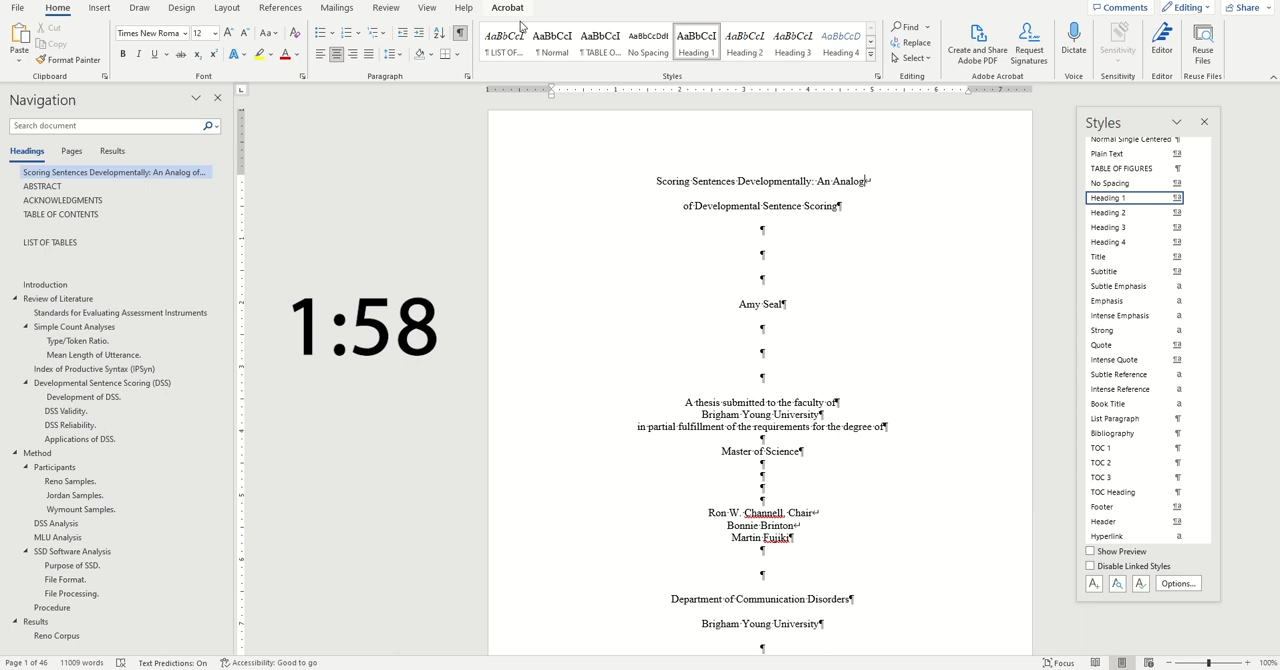 File Home Insert Draw Design Layout References Mailings Review View Help Acrobat Comments Editing Share
Paste Cut Copy Format Painter Clipboard
Times New Roma 12 Font
Paragraph
AaBbCcI ¶ LIST OF...
AaBbCcI ¶ Normal
AaBbCcI ¶ TABLE O...
AaBbCcDdI No Spacing
AaBbCcI Heading 1
AaBbCcL Heading 2
AaBbCcL Heading 3
AaBbCcD Heading 4
Styles
Find
Replace
Select
Editing
Create and Share Adobe PDF
Request Signatures
Adobe Acrobat
Dictate
Voice
Sensitivity
Sensitivity
Editor
Editor
Reuse Files
Reuse Files
Navigation
Search document
Headings Pages Results
Scoring Sentences Developmentally: An Analog of...
ABSTRACT
ACKNOWLEDGMENTS
TABLE OF CONTENTS
LIST OF TABLES
Introduction
Review of Literature
Standards for Evaluating Assessment Instruments
Simple Count Analyses
Type/Token Ratio.
Mean Length of Utterance.
Index of Productive Syntax (IPSyn)
Developmental Sentence Scoring (DSS)
Development of DSS.
DSS Validity.
DSS Reliability.
Applications of DSS.
Method
Participants
Reno Samples.
Jordan Samples.
Wymount Samples.
DSS Analysis
MLU Analysis
SSD Software Analysis
Purpose of SSD.
File Format.
File Processing.
Procedure
Results
Reno Corpus
1:58
Scoring Sentences Developmentally: An Analog
of Developmental Sentence Scoring¶
¶
¶
¶
Amy Seal¶
¶
¶
¶
A thesis submitted to the faculty of¶
Brigham Young University¶
in partial fulfillment of the requirements for the degree of¶
¶
Master of Science¶
¶
¶
¶
¶
Ron W. Channell, Chair
Bonnie Brinton
Martin Fujiki¶
¶
¶
Department of Communication Disorders¶
Brigham Young University¶
¶
Styles
Normal Single Centered ¶
Plain Text ¶a
TABLE OF FIGURES ¶
No Spacing ¶a
Heading 1 ¶a
Heading 2 ¶a
Heading 3 ¶a
Heading 4 ¶a
Title ¶a
Subtitle ¶a
Subtle Emphasis a
Emphasis a
Intense Emphasis a
Strong a
Quote ¶a
Intense Quote ¶a
Subtle Reference a
Intense Reference a
Book Title a
List Paragraph ¶
Bibliography ¶
TOC 1 ¶
TOC 2 ¶
TOC 3 ¶
TOC Heading ¶
Footer ¶a
Header ¶a
Hyperlink a
Show Preview
Disable Linked Styles
Options...
Page 1 of 46 11009 words Text Predictions: On Accessibility: Good to go Focus 100%